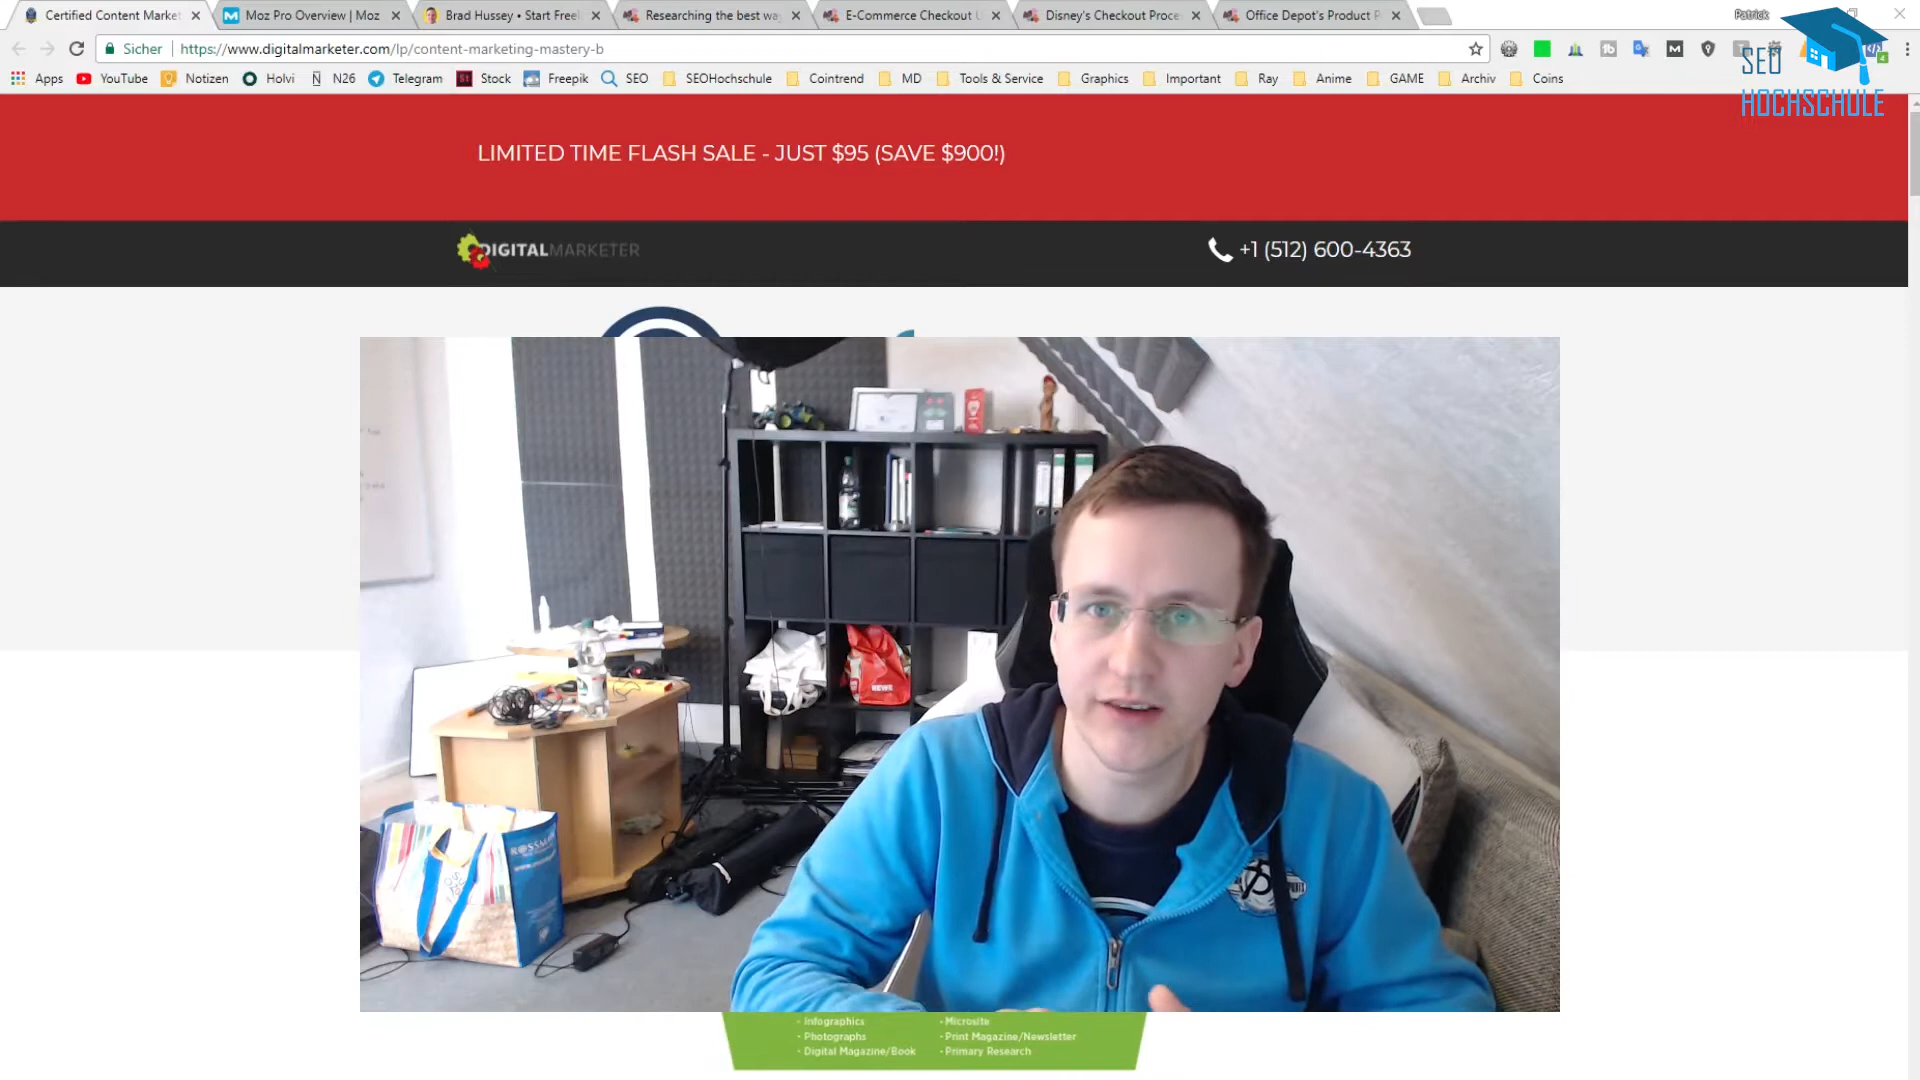 Certified Content Market
Moz Pro Overview | Moz
Brad Hussey • Start Free
Researching the best wa
E-Commerce Checkout U
Disney's Checkout Proce
Office Depot's Product P
Patrick
Sicher
https://www.digitalmarketer.com/lp/content-marketing-mastery-b
Apps
YouTube
Notizen
Holvi
N26
Telegram
Stock
Freepik
SEO
SEOHochschule
Cointrend
MD
Tools & Service
Graphics
Important
Ray
Anime
GAME
Archiv
Coins
SEO
HOCHSCHULE
LIMITED TIME FLASH SALE - JUST $95 (SAVE $900!)
DIGITALMARKETER
+1 (512) 600-4363
REWE
ROSSMA
- Infographics
- Microsite
- Photographs
- Print Magazine/Newsletter
- Digital Magazine/Book
- Primary Research